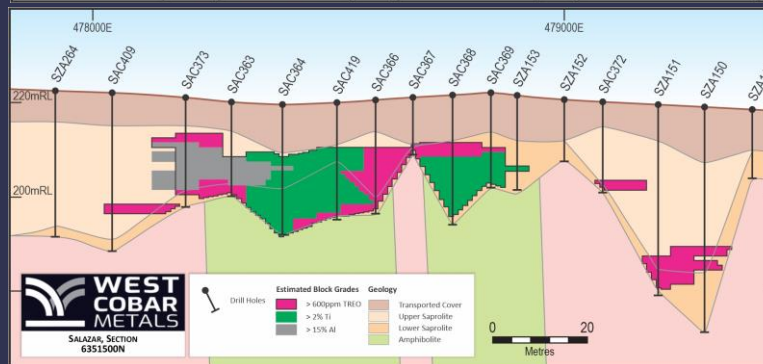 478000E
479000E
SZA264
SAC409
SAC373
SAC363
SAC364
SAC419
SAC366
SAC367
SAC368
SAC369
SZA153
SZA152
SAC372
SZA151
SZA150
220mRL
200mRL
WEST
COBAR
METALS
SALAZAR, SECTION
6351500N
Drill Holes
Estimated Block Grades
> 600ppm TREO
> 2% Ti
> 15% Al
Geology
Transported Cover
Upper Saprolite
Lower Saprolite
Amphibolite
0
20
Metres